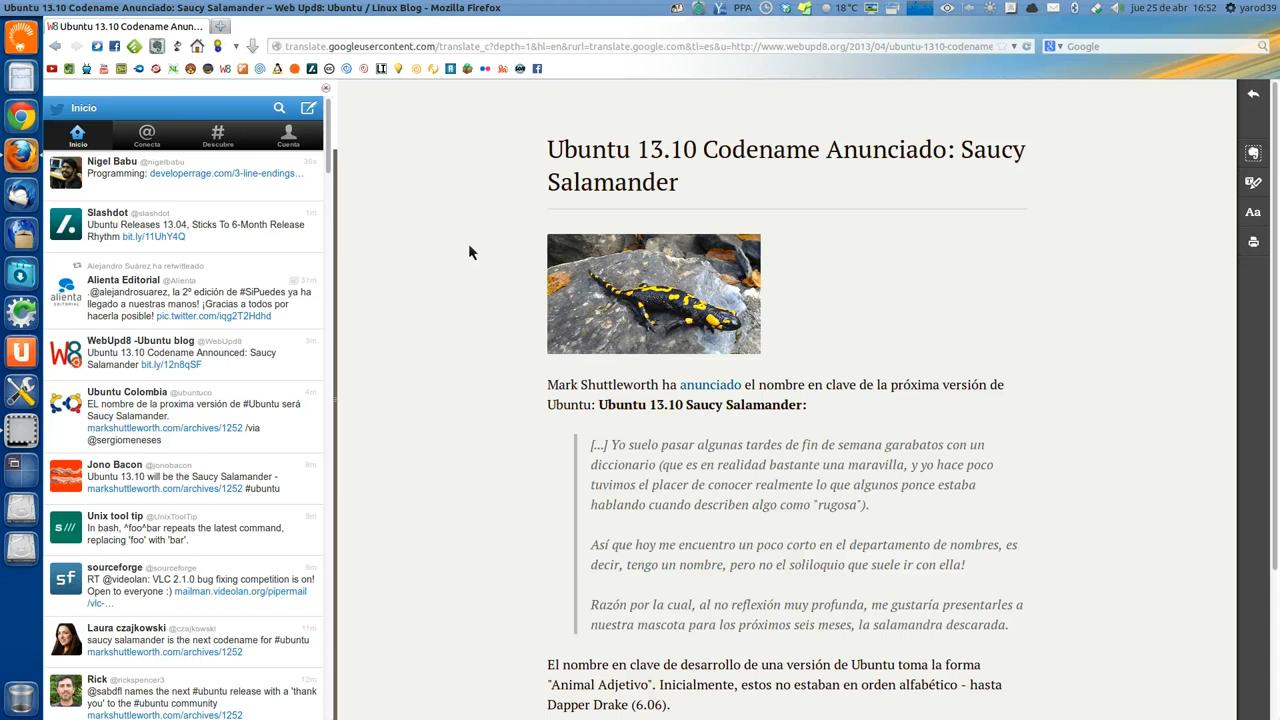 Ubuntu 13.10 Codename Anunciado: Saucy Salamander ~ Web Upd8: Ubuntu / Linux Blog - Mozilla Firefox
PPA
18°C
jue 25 de abr
16:52
yarod39
W8 Ubuntu 13.10 Codename Anun...
translate.googleusercontent.com/translate_c?depth=1&hl=en&rurl=translate.google.com&tl=es&u=http://www.webupd8.org/2013/04/ubuntu-1310-codename
Google
Inicio
Inicio
Conecta
Descubre
Cuenta
Nigel Babu @nigelbabu 36s
Programming: developerrage.com/3-line-endings…
Slashdot @slashdot 1m
Ubuntu Releases 13.04, Sticks To 6-Month Release
Rhythm bit.ly/11UhY4Q
Alejandro Suárez ha retwitteado
Alienta Editorial @Alienta 31m
.@alejandrosuarez, la 2º edición de #SiPuedes ya ha
llegado a nuestras manos! ¡Gracias a todos por
hacerla posible! pic.twitter.com/iqg2T2Hdhd
alienta
EDITORIAL
WebUpd8 -Ubuntu blog @WebUpd8 3m
Ubuntu 13.10 Codename Announced: Saucy
Salamander bit.ly/12n8qSF
W8
Ubuntu Colombia @ubuntuco 4m
EL nombre de la proxima versión de #Ubuntu será
Saucy Salamander.
markshuttleworth.com/archives/1252 /via
@sergiomeneses
Jono Bacon @jonobacon 8m
Ubuntu 13.10 will be the Saucy Salamander -
markshuttleworth.com/archives/1252 #ubuntu
Unix tool tip @UnixToolTip 9m
In bash, ^foo^bar repeats the latest command,
replacing 'foo' with 'bar'.
s///
sourceforge @sourceforge 9m
RT @videolan: VLC 2.1.0 bug fixing competition is on!
Open to everyone :) mailman.videolan.org/pipermail
/vlc-…
sf
Laura czajkowski @czajkowski 11m
saucy salamander is the next codename for #ubuntu
markshuttleworth.com/archives/1252
Rick @rickspencer3 12m
@sabdfl names the next #ubuntu release with a 'thank
you' to the #ubuntu community
markshuttleworth.com/archives/1252
Ubuntu 13.10 Codename Anunciado: Saucy
Salamander
Mark Shuttleworth ha anunciado el nombre en clave de la próxima versión de
Ubuntu: Ubuntu 13.10 Saucy Salamander:
[...] Yo suelo pasar algunas tardes de fin de semana garabatos con un
diccionario (que es en realidad bastante una maravilla, y yo hace poco
tuvimos el placer de conocer realmente lo que algunos ponce estaba
hablando cuando describen algo como "rugosa").
Así que hoy me encuentro un poco corto en el departamento de nombres, es
decir, tengo un nombre, pero no el soliloquio que suele ir con ella!
Razón por la cual, al no reflexión muy profunda, me gustaría presentarles a
nuestra mascota para los próximos seis meses, la salamandra descarada.
El nombre en clave de desarrollo de una versión de Ubuntu toma la forma
"Animal Adjetivo". Inicialmente, estos no estaban en orden alfabético - hasta
Dapper Drake (6.06).
Aa